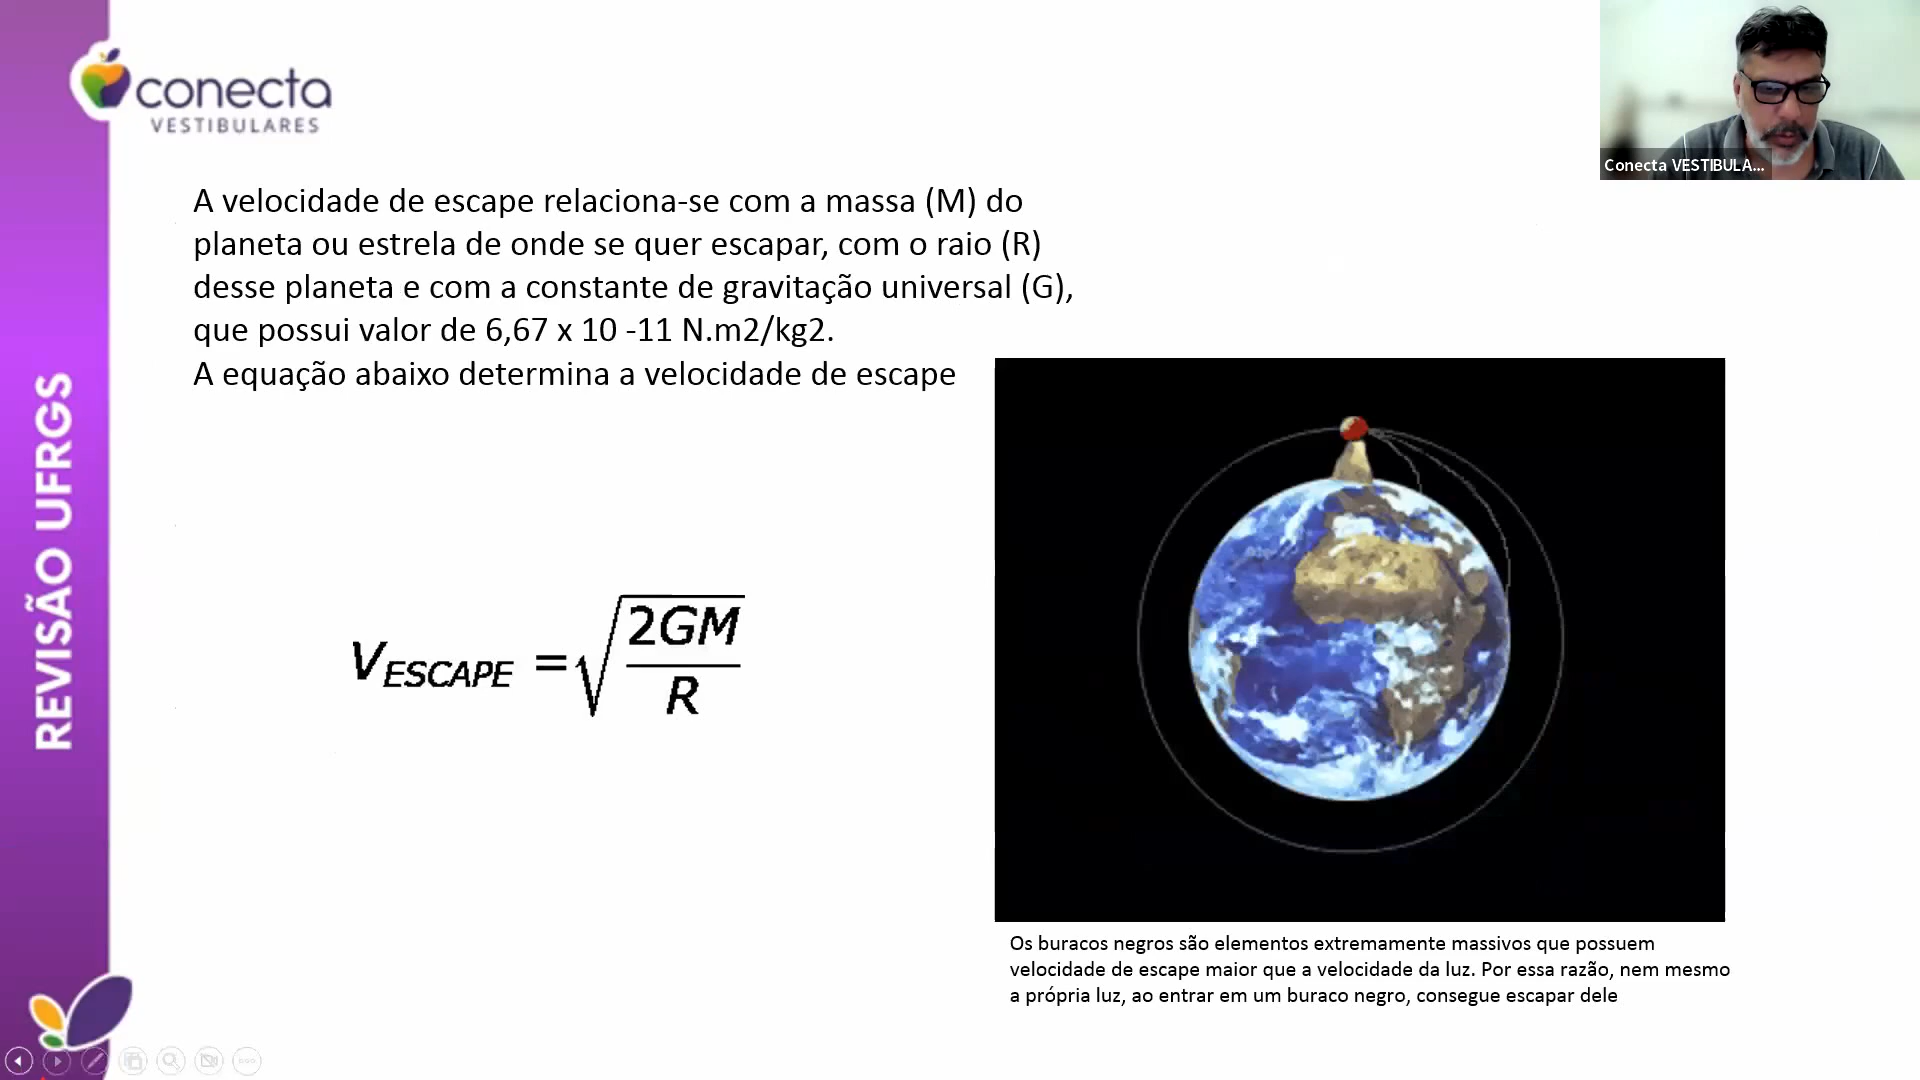 conecta
VESTIBULARES
Conecta VESTIBULA...
REVISÃO UFRGS
A velocidade de escape relaciona-se com a massa (M) do
planeta ou estrela de onde se quer escapar, com o raio (R)
desse planeta e com a constante de gravitação universal (G),
que possui valor de 6,67 x 10 -11 N.m2/kg2.
A equação abaixo determina a velocidade de escape
V_ESCAPE = √(2GM/R)
Os buracos negros são elementos extremamente massivos que possuem
velocidade de escape maior que a velocidade da luz. Por essa razão, nem mesmo
a própria luz, ao entrar em um buraco negro, consegue escapar dele